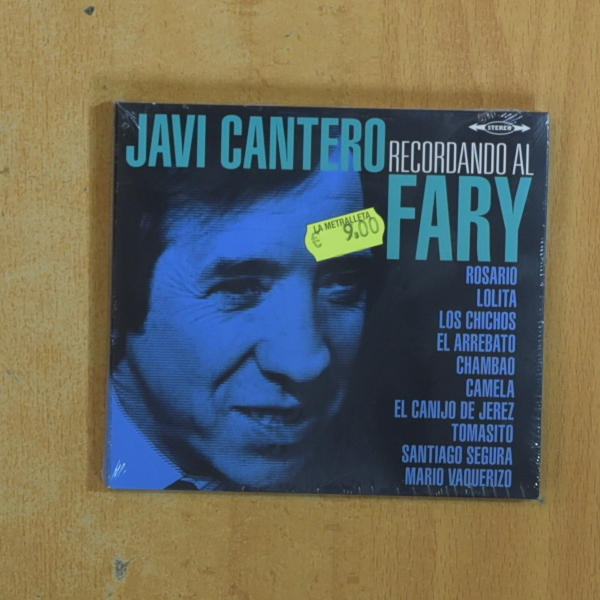 JAVI CANTERO
RECORDANDO AL
FARY
STEREO
LA METRALLETA
€ 9.00
ROSARIO
LOLITA
LOS CHICHOS
EL ARREBATO
CHAMBAO
CAMELA
EL CANIJO DE JEREZ
TOMASITO
SANTIAGO SEGURA
MARIO VAQUERIZO